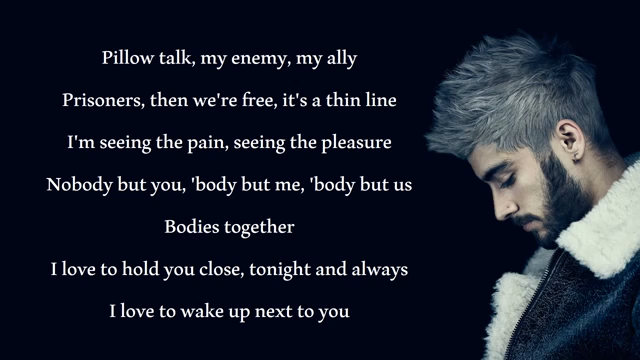 Pillow talk, my enemy, my ally
Prisoners, then we're free, it's a thin line
I'm seeing the pain, seeing the pleasure
Nobody but you, 'body but me, 'body but us
Bodies together
I love to hold you close, tonight and always
I love to wake up next to you